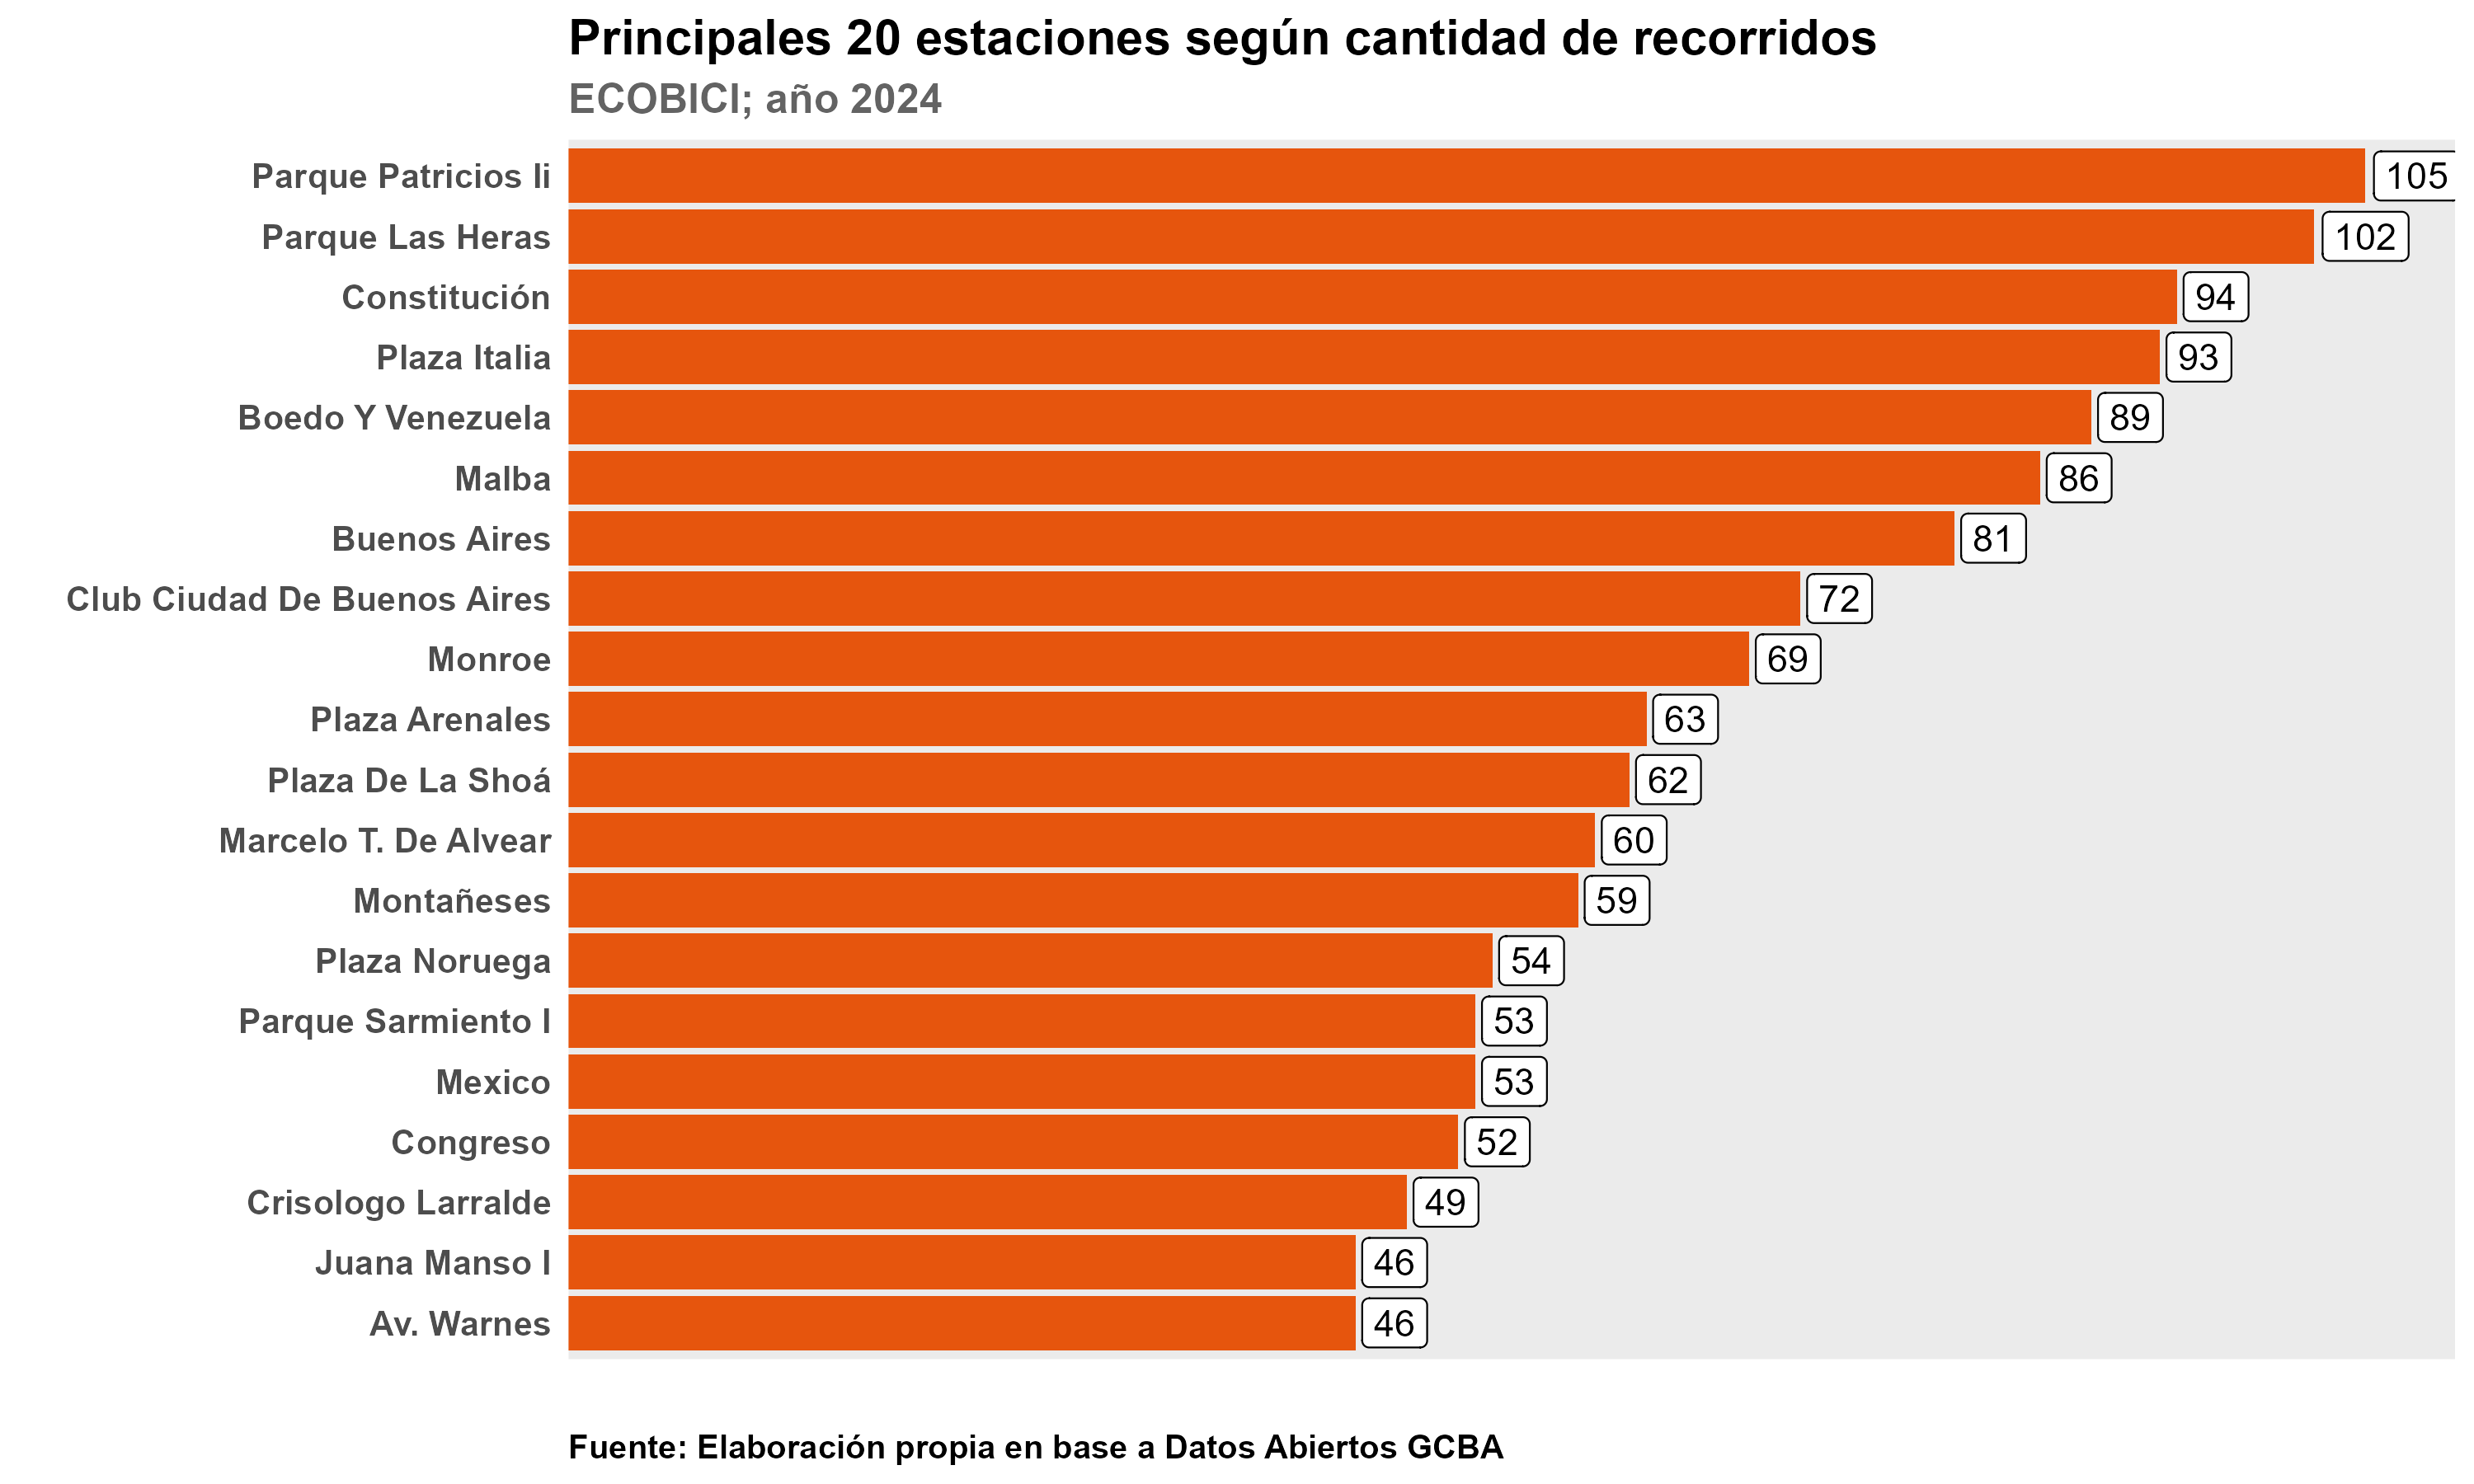 Principales 20 estaciones según cantidad de recorridos
ECOBICI; año 2024
Parque Patricios Ii 105
Parque Las Heras 102
Constitución 94
Plaza Italia 93
Boedo Y Venezuela 89
Malba 86
Buenos Aires 81
Club Ciudad De Buenos Aires 72
Monroe 69
Plaza Arenales 63
Plaza De La Shoá 62
Marcelo T. De Alvear 60
Montañeses 59
Plaza Noruega 54
Parque Sarmiento I 53
Mexico 53
Congreso 52
Crisologo Larralde 49
Juana Manso I 46
Av. Warnes 46
Fuente: Elaboración propia en base a Datos Abiertos GCBA